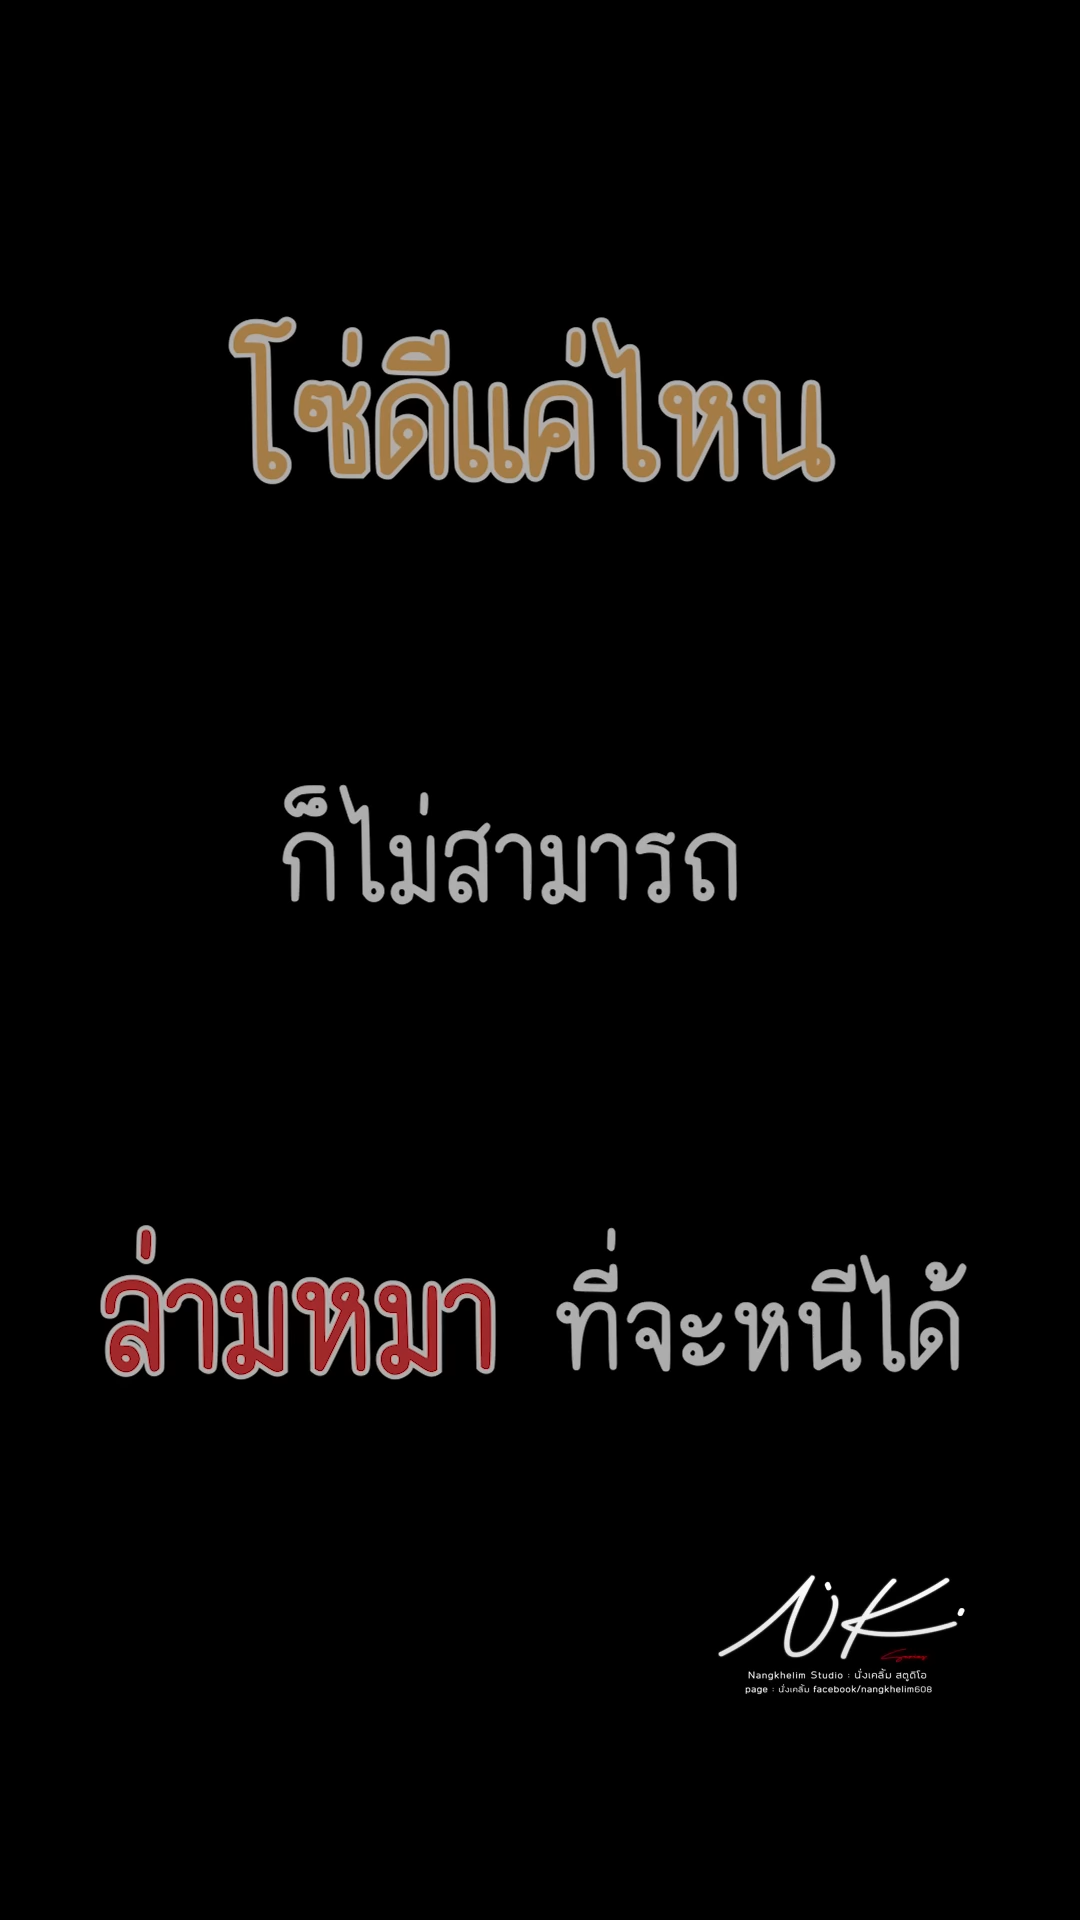 โซ่ดีแค่ไหน
ก็ไม่สามารถ
ล่ามหมา ที่จะหนีได้
N'K.
Nangkhelim Studio : นั่งเคลิ้ม สตูดิโอ
page : นั่งเคลิ้ม facebook/nangkhelim608